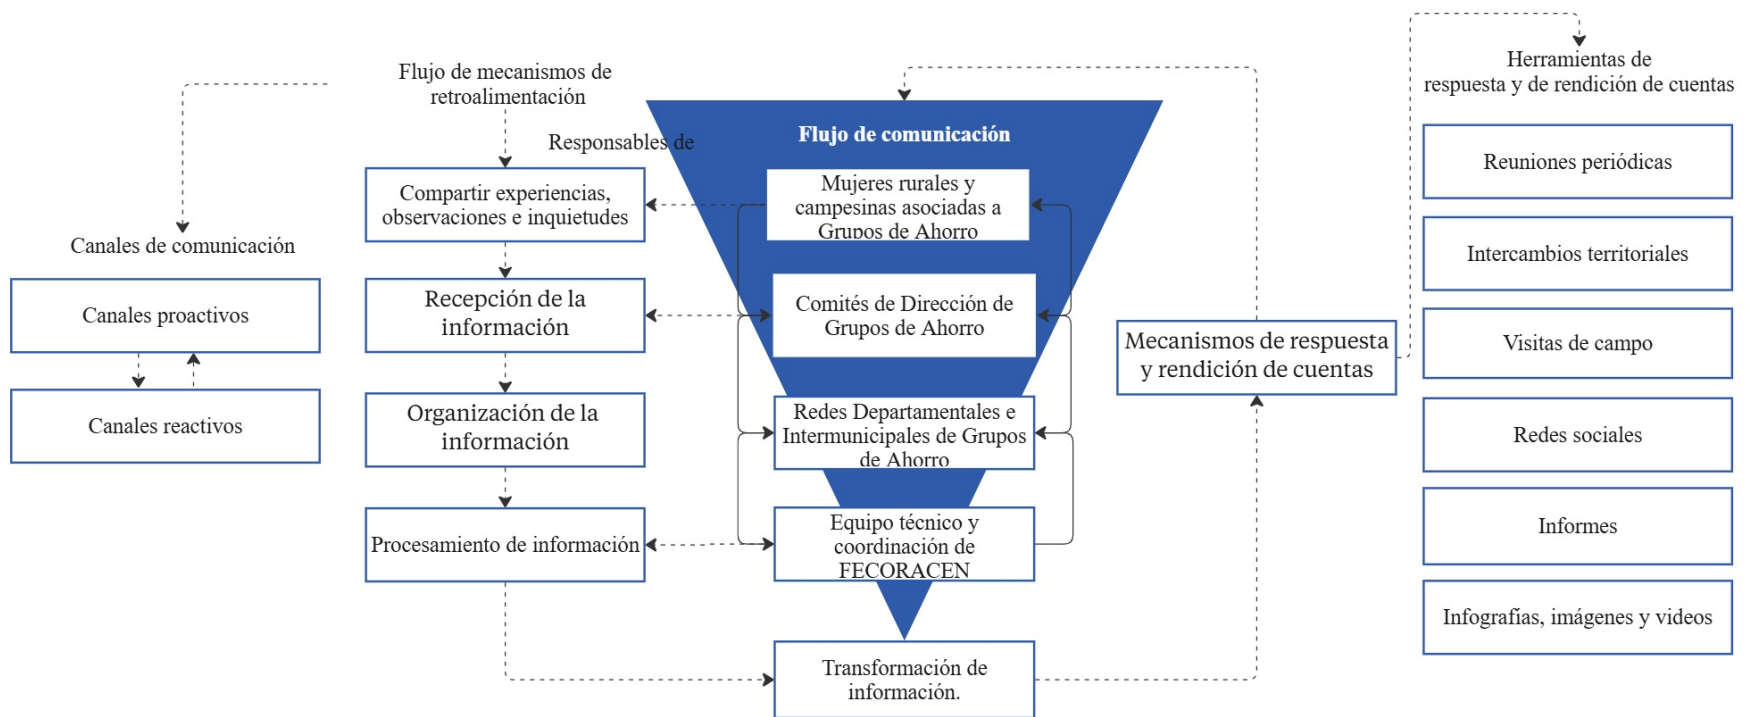 Flujo de mecanismos de
retroalimentación
Canales de comunicación
Canales proactivos
Canales reactivos
Responsables de
Compartir experiencias,
observaciones e inquietudes
Recepción de la
información
Organización de la
información
Procesamiento de información
Flujo de comunicación
Mujeres rurales y
campesinas asociadas a
Grupos de Ahorro
Comités de Dirección de
Grupos de Ahorro
Redes Departamentales e
Intermunicipales de Grupos
de Ahorro
Equipo técnico y
coordinación de
FECORACEN
Transformación de
información.
Mecanismos de respuesta
y rendición de cuentas
Herramientas de
respuesta y de rendición de cuentas
Reuniones periódicas
Intercambios territoriales
Visitas de campo
Redes sociales
Informes
Infografías, imágenes y videos